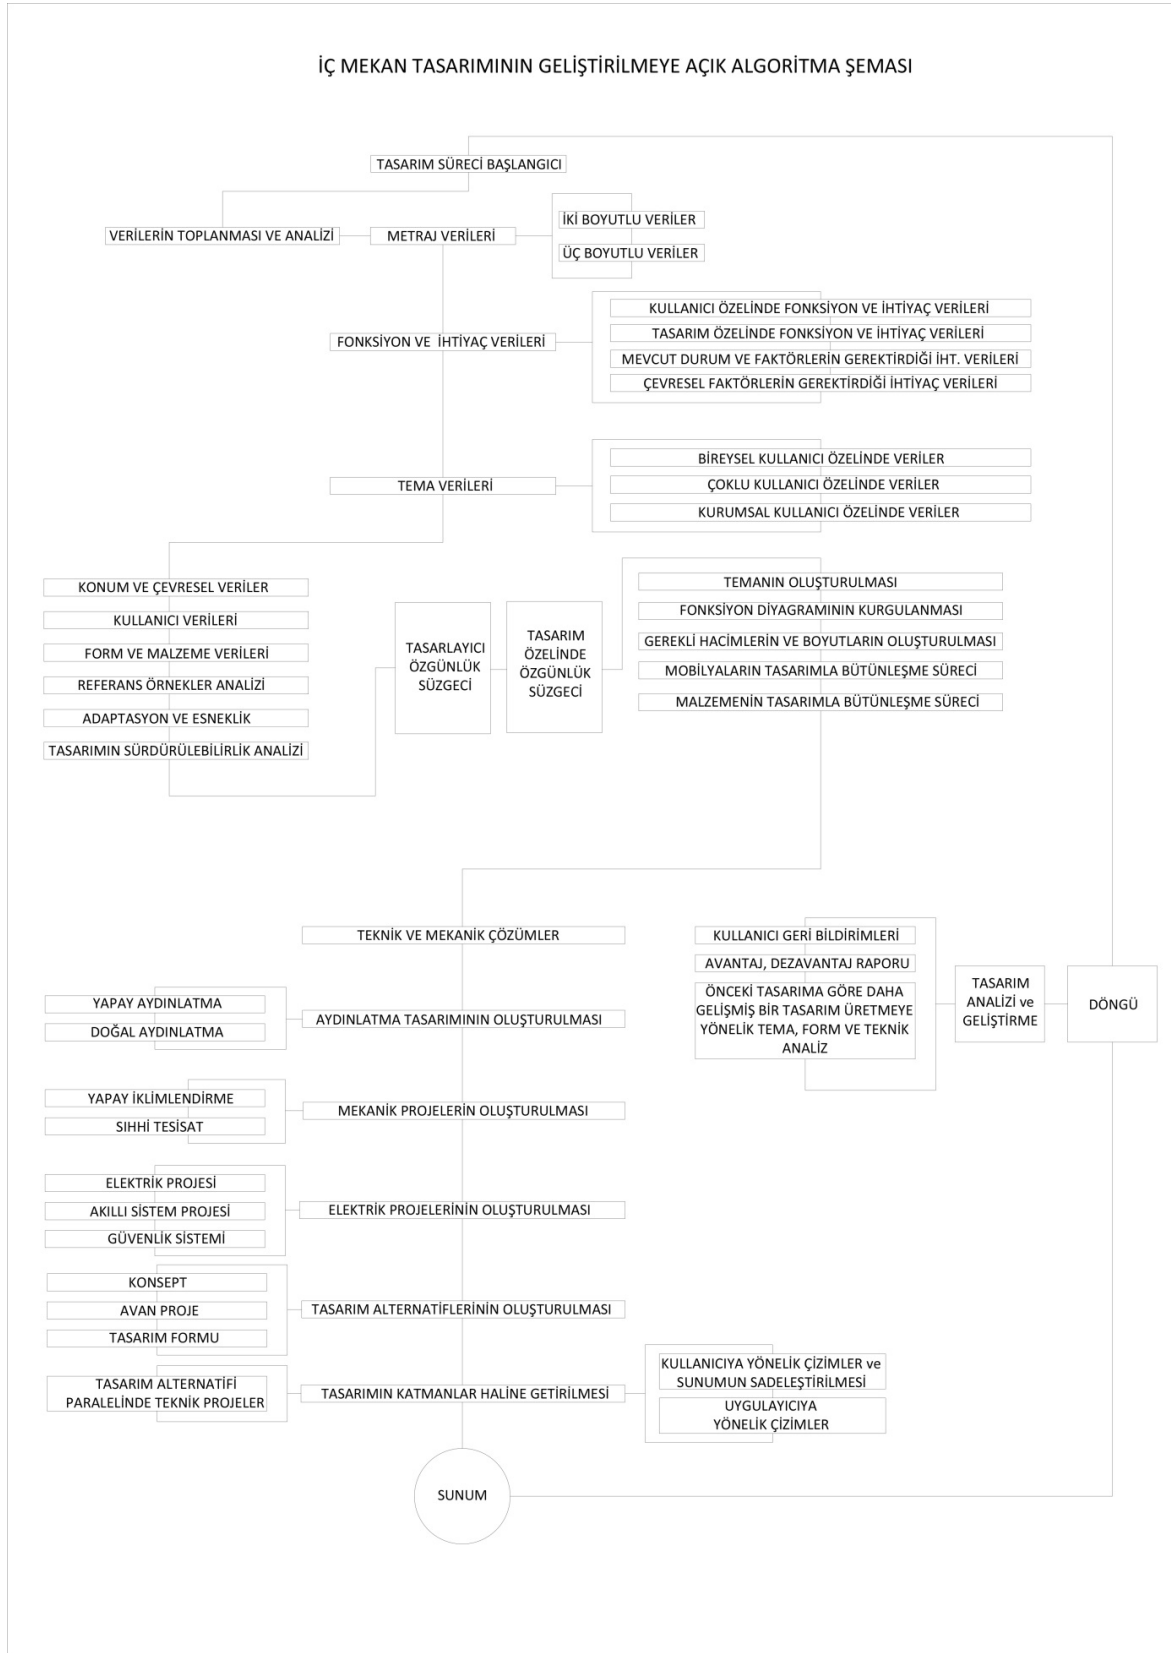 İÇ MEKAN TASARIMININ GELİŞTİRİLMEYE AÇIK ALGORİTMA ŞEMASI
TASARIM SÜRECİ BAŞLANGICI
VERİLERİN TOPLANMASI VE ANALİZİ
METRAJ VERİLERİ
İKİ BOYUTLU VERİLER
ÜÇ BOYUTLU VERİLER
FONKSİYON VE İHTİYAÇ VERİLERİ
KULLANICI ÖZELİNDE FONKSİYON VE İHTİYAÇ VERİLERİ
TASARIM ÖZELİNDE FONKSİYON VE İHTİYAÇ VERİLERİ
MEVCUT DURUM VE FAKTÖRLERİN GEREKTİRDİĞİ İHT. VERİLERİ
ÇEVRESEL FAKTÖRLERİN GEREKTİRDİĞİ İHTİYAÇ VERİLERİ
TEMA VERİLERİ
BİREYSEL KULLANICI ÖZELİNDE VERİLER
ÇOKLU KULLANICI ÖZELİNDE VERİLER
KURUMSAL KULLANICI ÖZELİNDE VERİLER
KONUM VE ÇEVRESEL VERİLER
KULLANICI VERİLERİ
FORM VE MALZEME VERİLERİ
REFERANS ÖRNEKLER ANALİZİ
ADAPTASYON VE ESNEKLİK
TASARIMIN SÜRDÜRÜLEBİLİRLİK ANALİZİ
TASARLAYICI
ÖZGÜNLÜK
SÜZGECİ
TASARIM
ÖZELİNDE
ÖZGÜNLÜK
SÜZGECİ
TEMANIN OLUŞTURULMASI
FONKSİYON DİYAGRAMININ KURGULANMASI
GEREKLİ HACİMLERİN VE BOYUTLARIN OLUŞTURULMASI
MOBİLYALARIN TASARIMLA BÜTÜNLEŞME SÜRECİ
MALZEMENİN TASARIMLA BÜTÜNLEŞME SÜRECİ
TEKNİK VE MEKANİK ÇÖZÜMLER
YAPAY AYDINLATMA
DOĞAL AYDINLATMA
AYDINLATMA TASARIMININ OLUŞTURULMASI
YAPAY İKLİMLENDİRME
SIHHİ TESİSAT
MEKANİK PROJELERİN OLUŞTURULMASI
ELEKTRİK PROJESİ
AKILLI SİSTEM PROJESİ
GÜVENLİK SİSTEMİ
ELEKTRİK PROJELERİNİN OLUŞTURULMASI
KONSEPT
AVAN PROJE
TASARIM FORMU
TASARIM ALTERNATİFLERİNİN OLUŞTURULMASI
TASARIM ALTERNATİFİ
PARALELİNDE TEKNİK PROJELER
TASARIMIN KATMANLAR HALİNE GETİRİLMESİ
KULLANICIYA YÖNELİK ÇİZİMLER ve
SUNUMUN SADELEŞTİRİLMESİ
UYGULAYICIYA
YÖNELİK ÇİZİMLER
SUNUM
KULLANICI GERİ BİLDİRİMLERİ
AVANTAJ, DEZAVANTAJ RAPORU
ÖNCEKİ TASARIMA GÖRE DAHA
GELİŞMİŞ BİR TASARIM ÜRETMEYE
YÖNELİK TEMA, FORM VE TEKNİK
ANALİZ
TASARIM
ANALİZİ ve
GELİŞTİRME
DÖNGÜ